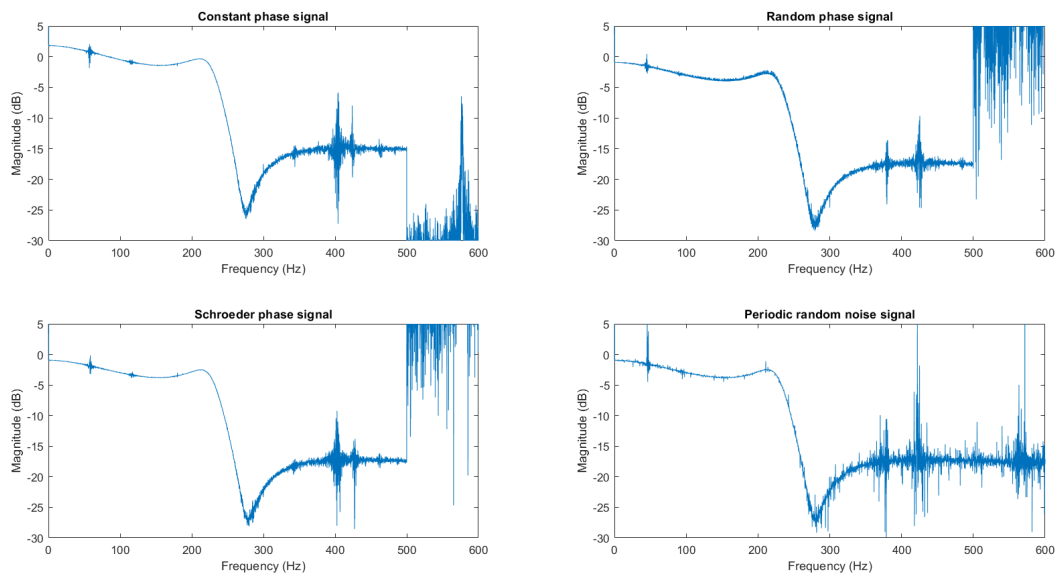 Constant phase signal
5
0
-5
-10
-15
-20
-25
-30
Magnitude (dB)
0 100 200 300 400 500 600
Frequency (Hz)
Random phase signal
5
0
-5
-10
-15
-20
-25
-30
Magnitude (dB)
0 100 200 300 400 500 600
Frequency (Hz)
Schroeder phase signal
5
0
-5
-10
-15
-20
-25
-30
Magnitude (dB)
0 100 200 300 400 500 600
Frequency (Hz)
Periodic random noise signal
5
0
-5
-10
-15
-20
-25
-30
Magnitude (dB)
0 100 200 300 400 500 600
Frequency (Hz)